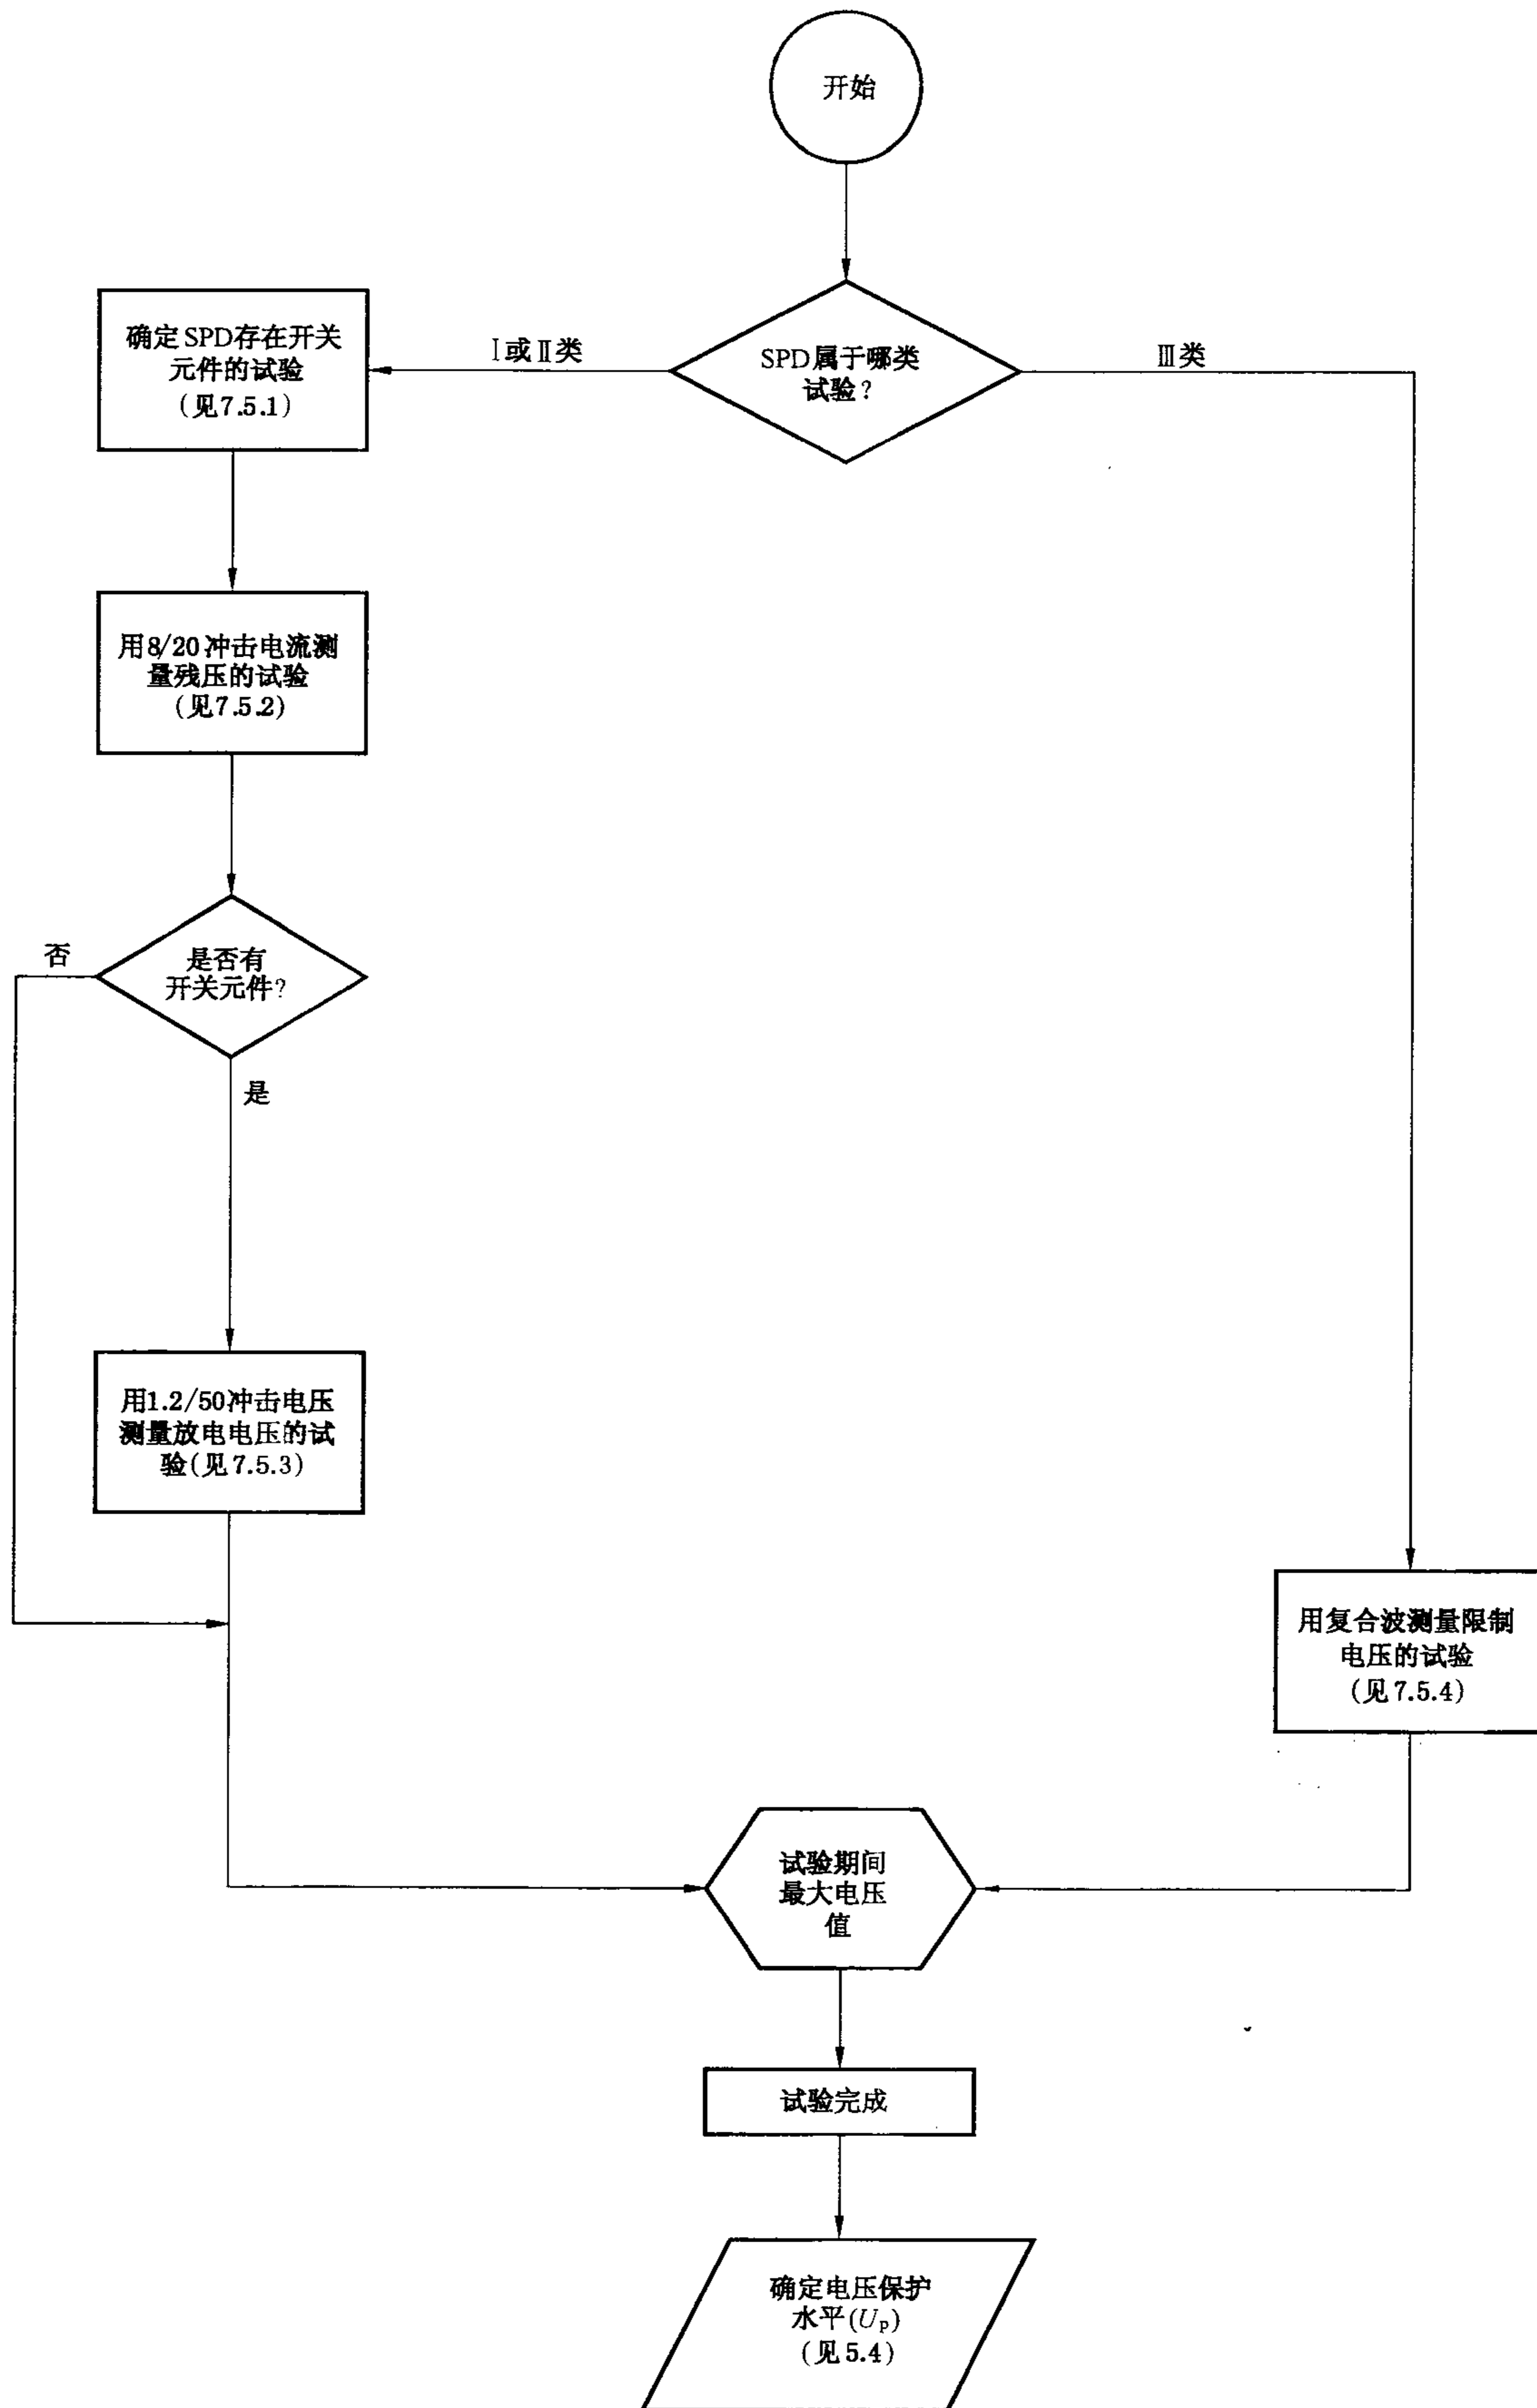 开始
SPD属于哪类
试验?
Ⅰ或Ⅱ类
Ⅲ类
确定SPD存在开关
元件的试验
(见7.5.1)
用8/20冲击电流测
量残压的试验
(见7.5.2)
是否有
开关元件?
否
是
用1.2/50冲击电压
测量放电电压的试
验(见7.5.3)
用复合波测量限制
电压的试验
(见7.5.4)
试验期间
最大电压
值
试验完成
确定电压保护
水平(Up)
(见5.4)